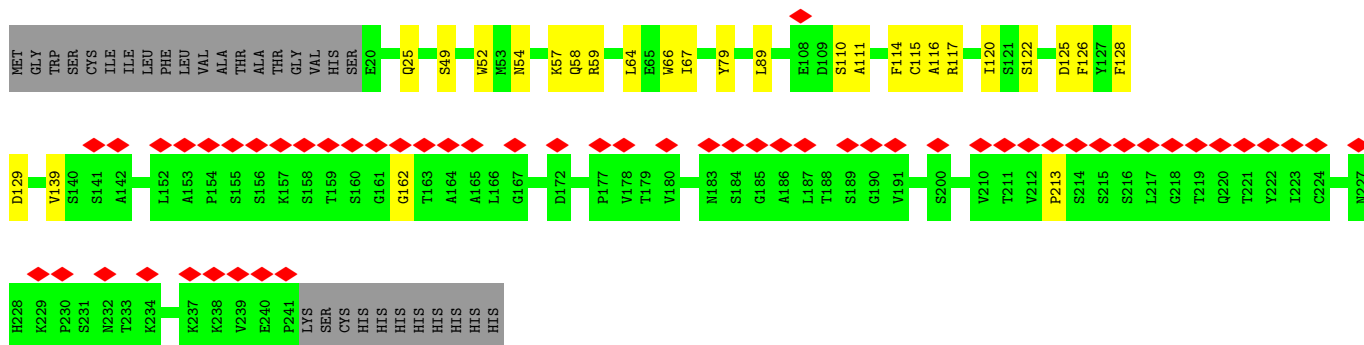 MET GLY TRP SER CYS ILE ILE LEU PHE LEU VAL ALA THR ALA THR GLY VAL HIS SER E20 Q25 S49 W52 M53 N54 K57 Q58 R59 L64 E65 W66 I67 Y79 L89 E108 D109 S110 A111 F114 C115 A116 R117 I120 S121 S122 D125 F126 Y127 F128
D129 V139 S140 S141 A142 L152 A153 P154 S155 S156 K157 S158 T159 S160 G161 G162 T163 A164 A165 L166 G167 D172 P177 V178 T179 V180 N183 S184 G185 A186 L187 T188 S189 G190 V191 S200 V210 T211 V212 P213 S214 S215 S216 L217 G218 T219 Q220 T221 Y222 I223 C224 N227
H228 K229 P230 S231 N232 T233 K234 K237 K238 V239 E240 P241 LYS SER CYS HIS HIS HIS HIS HIS HIS HIS HIS